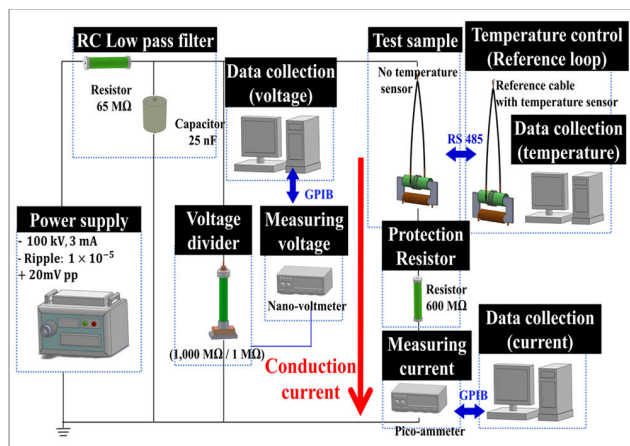 RC Low pass filter
Resistor
65 MΩ
Capacitor
25 nF
Data collection
(voltage)
GPIB
Power supply
- 100 kV, 3 mA
- Ripple: 1 × 10⁻⁵
+ 20mV pp
Voltage
divider
(1,000 MΩ / 1 MΩ)
Measuring
voltage
Nano-voltmeter
Conduction
current
Test sample
No temperature
sensor
RS 485
Temperature control
(Reference loop)
Reference cable
with temperature sensor
Data collection
(temperature)
Protection
Resistor
Resistor
600 MΩ
Measuring
current
Pico-ammeter
GPIB
Data collection
(current)